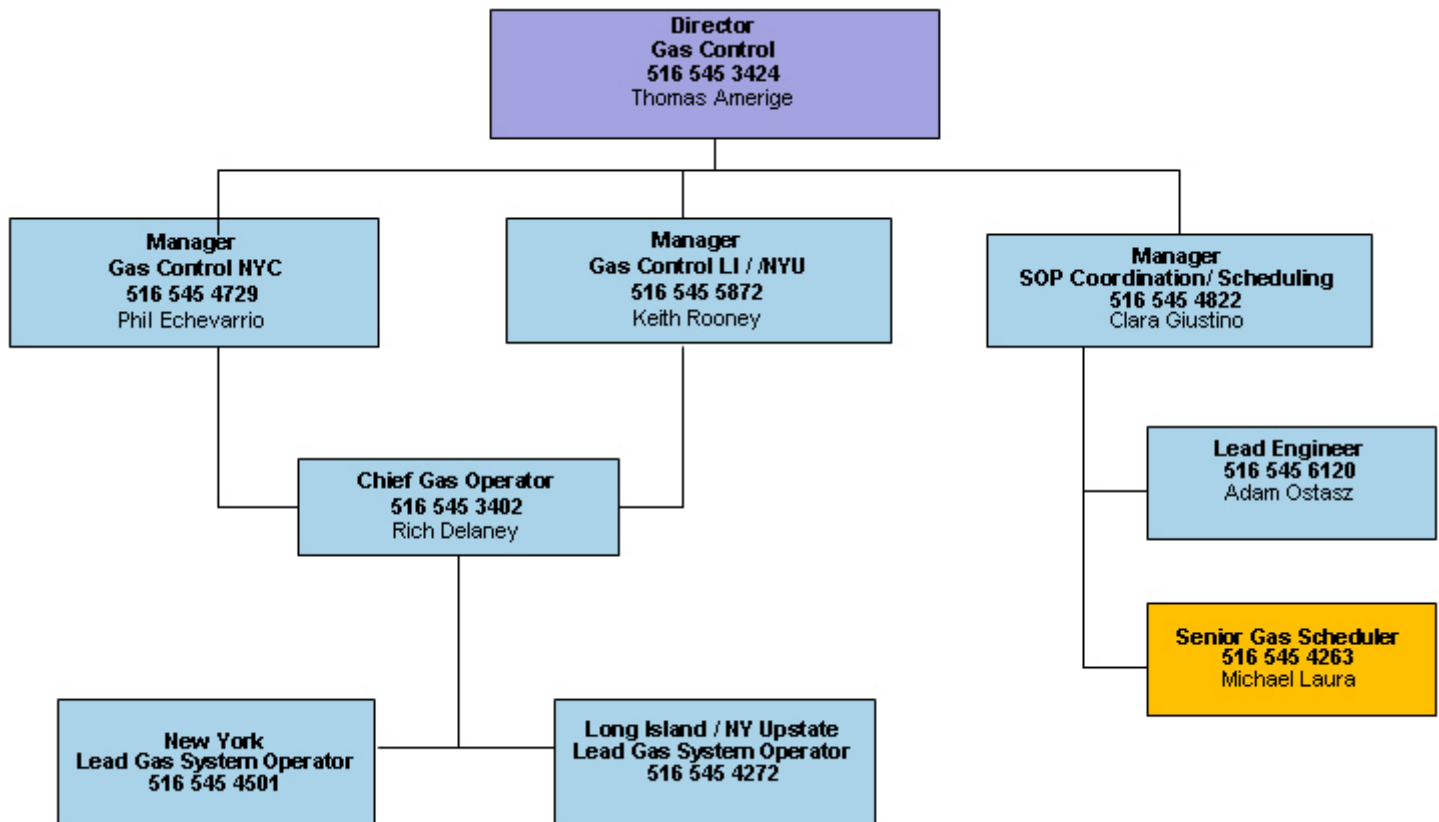 Director
Gas Control
516 545 3424
Thomas Amerige
Manager
Gas Control NYC
516 545 4729
Phil Echevarrio
Manager
Gas Control LI / /NYU
516 545 5872
Keith Rooney
Manager
SOP Coordination/ Scheduling
516 545 4822
Clara Giustino
Chief Gas Operator
516 545 3402
Rich Delaney
Lead Engineer
516 545 6120
Adam Ostasz
Senior Gas Scheduler
516 545 4263
Michael Laura
New York
Lead Gas System Operator
516 545 4501
Long Island / NY Upstate
Lead Gas System Operator
516 545 4272